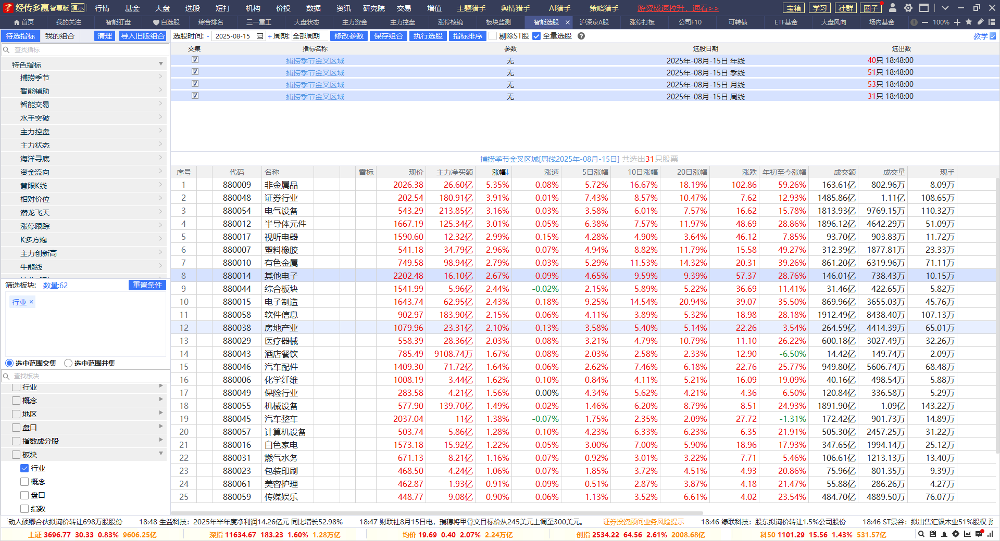 经传多赢 智尊版 演示 行情 基金 大盘 选股 短打 机构 价投 数据 资讯 研究院 交易 增值 主题猎手 舆情猎手 AI猎手 策略猎手 游资极速拉升，速看>> 宝箱 学习 社群 圈子
首页 我的关注 智能盯盘 自选股 综合排名 三一重工 大盘状态 主力资金 主力控盘 涨停棱镜 板块监测 智能选股 × 沪深京A股 涨停打板 公司F10 可转债 ETF基金 大盘风向 场内基金 100%
待选指标 我的组合 清理 导入旧版组合 选股时间: - 2025-08-15 + 周期: 全部周期 修改参数 保存组合 执行选股 指标排序 剔除ST股 全量选股 教学
查找指标
交集 指标名称 参数 选股日期 选出数
捕捞季节金叉区域 无 2025年-08月-15日 年线 40只 18:48:00
捕捞季节金叉区域 无 2025年-08月-15日 季线 51只 18:48:00
捕捞季节金叉区域 无 2025年-08月-15日 月线 53只 18:48:00
捕捞季节金叉区域 无 2025年-08月-15日 周线 31只 18:48:00
特色指标
捕捞季节
智能辅助
智能交易
水手突破
主力控盘
主力状态
海洋寻底
资金流向
慧眼K线
相对价位
潜龙飞天
涨停跟踪
K多方炮
主力创新高
牛熊线
筛选板块: 数量:62 重置条件
行业 ×
选中范围交集 选中范围并集
查找板块
行业
概念
地区
盘口
指数成分股
板块
行业
概念
盘口
指数
捕捞季节金叉区域[周线2025年-08月-15日] 共选出31只股票
序号 代码 名称 雷标 现价 主力净买额 涨幅↓ 涨速 5日涨幅 10日涨幅 20日涨幅 涨跌 年初至今涨幅 成交额 成交量 现手
1 880009 非金属品 2026.38 26.60亿 5.35% 0.08% 5.72% 16.67% 18.19% 102.86 59.26% 163.61亿 802.96万 8.09万
2 880048 证券行业 202.54 180.91亿 3.91% 0.01% 7.43% 8.57% 10.47% 7.62 12.93% 1485.86亿 1.11亿 108.65万
3 880054 电气设备 543.29 213.85亿 3.16% 0.03% 3.58% 6.01% 7.57% 16.62 15.78% 1813.93亿 9769.15万 110.32万
4 880012 半导体元件 1667.19 125.34亿 3.01% 0.05% 6.38% 7.57% 11.97% 48.69 28.86% 1896.12亿 4642.29万 51.09万
5 880017 视听电器 1590.60 12.32亿 2.99% 0.15% 4.28% 4.90% 3.64% 46.12 7.85% 93.70亿 903.83万 11.72万
6 880007 塑料橡胶 541.18 34.79亿 2.96% 0.07% 4.94% 8.82% 11.79% 15.58 49.27% 312.39亿 1877.81万 23.33万
7 880010 有色金属 749.58 98.94亿 2.79% 0.03% 5.29% 11.53% 14.32% 20.31 39.26% 861.20亿 6319.96万 71.11万
8 880014 其他电子 2202.48 16.10亿 2.67% 0.09% 4.65% 9.59% 9.39% 57.37 28.76% 146.01亿 738.43万 10.15万
9 880044 综合板块 1541.99 5.96亿 2.44% -0.02% 2.15% 5.89% 5.22% 36.69 11.41% 31.46亿 422.65万 5.82万
10 880015 电子制造 1643.74 62.95亿 2.43% 0.18% 9.25% 14.54% 20.94% 39.07 35.50% 869.96亿 3655.03万 45.76万
11 880058 软件信息 902.97 183.90亿 2.15% 0.06% 4.11% 3.89% 5.32% 18.98 28.18% 1912.49亿 8438.40万 107.13万
12 880038 房地产业 1079.96 23.31亿 2.10% 0.13% 3.58% 5.40% 5.14% 22.26 3.54% 264.59亿 4414.39万 65.01万
13 880029 医疗器械 558.39 28.36亿 2.03% 0.08% 3.21% 4.79% 10.79% 11.10 26.22% 600.18亿 3027.49万 32.26万
14 880043 酒店餐饮 785.49 9108.74万 1.67% 0.08% 2.03% 2.58% 2.33% 12.90 -6.50% 14.42亿 149.74万 2.09万
15 880046 汽车配件 1409.30 71.72亿 1.64% 0.06% 2.62% 7.46% 6.18% 22.76 25.77% 949.80亿 5606.74万 68.48万
16 880006 化学纤维 1008.19 3.44亿 1.62% 0.10% 0.84% 4.11% 5.21% 16.09 19.09% 40.16亿 498.54万 5.88万
17 880049 保险行业 283.58 4.21亿 1.56% 0.00% 4.34% 5.62% 4.21% 4.36 6.50% 120.84亿 336.58万 5.29万
18 880055 机械设备 577.90 139.70亿 1.49% 0.02% 1.46% 6.20% 8.79% 8.51 24.93% 1891.90亿 1.09亿 143.22万
19 880045 汽车整车 2037.04 11亿 1.38% -0.07% 1.75% 2.35% 2.09% 27.72 -1.31% 172.42亿 901.73万 14.89万
20 880057 计算机设备 503.74 5.86亿 1.28% 0.10% 4.23% 6.33% 6.23% 6.35 21.91% 505.30亿 2457.25万 31.22万
21 880016 白色家电 1573.18 15.92亿 1.22% 0.05% 3.00% 7.00% 5.90% 18.96 17.93% 347.65亿 1994.14万 25.12万
22 880031 燃气水务 671.13 8.21亿 1.16% 0.07% 0.92% 3.01% 3.22% 7.71 5.46% 106.61亿 1213.13万 13.40万
23 880023 包装印刷 468.50 4.24亿 1.06% 0.07% 1.85% 3.72% 4.51% 4.93 20.86% 75.96亿 801.35万 9.39万
24 880061 美容护理 462.87 1.93亿 0.91% 0.09% 0.51% 2.87% 3.87% 4.18 21.47% 55.88亿 286.26万 4.27万
25 880059 传媒娱乐 448.77 9.08亿 0.90% 0.06% 1.13% 3.52% 6.61% 4.02 23.54% 484.70亿 4889.50万 76.07万
动人硕卿合伙拟询价转让698万股股份 18:48 生益科技：2025年半年度净利润14.26亿元 同比增长52.98% 18:47 财联社8月15日电，瑞穗将甲骨文目标价从245美元上调至300美元。 证券投资顾问业务风险提示 18:46 绿联科技：股东拟询价转让1.5%公司股份 18:46 ST景谷：拟出售汇银木业51%股权 预
上证 3696.77 30.33 0.83% 9606.25亿 深指 11634.67 183.23 1.60% 1.28万亿 均价 19.69 0.40 2.07% 2.24万亿 创指 2534.22 64.56 2.61% 2008.68亿 科50 1101.29 15.56 1.43% 531.57亿